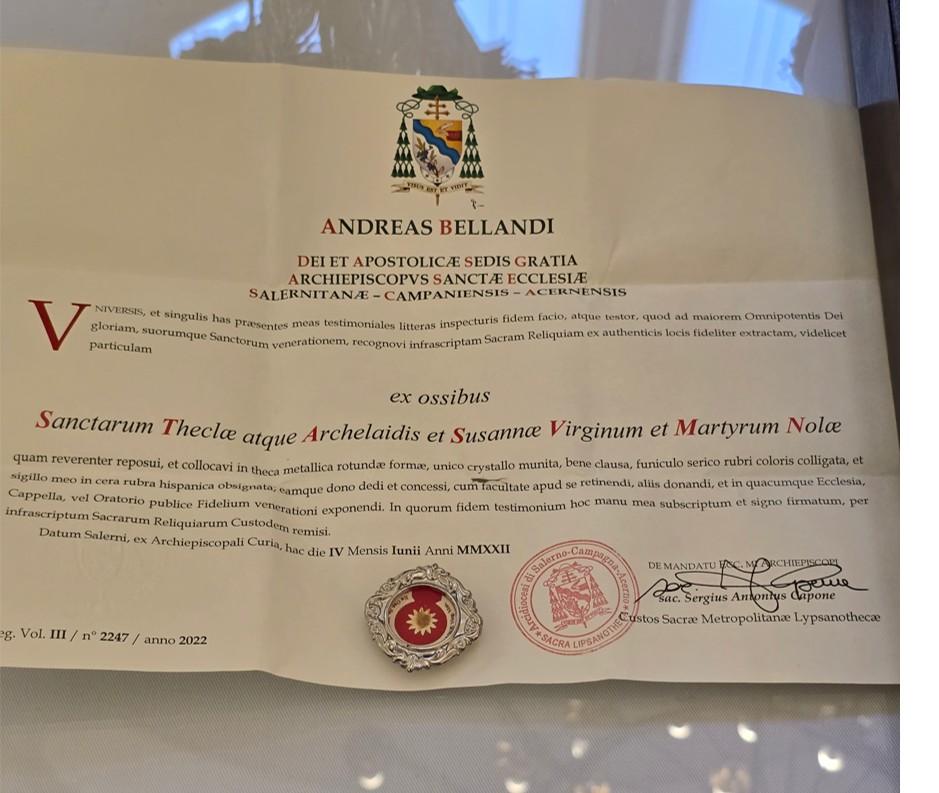 VISUS EST ET VIDIT
ANDREAS BELLANDI
DEI ET APOSTOLICÆ SEDIS GRATIA
ARCHIEPISCOPVS SANCTÆ ECCLESIÆ
SALERNITANÆ – CAMPANIENSIS – ACERNENSIS
VNIVERSIS, et singulis has præsentes meas testimoniales litteras inspecturis fidem facio, atque testor, quod ad maiorem Omnipotentis Dei
gloriam, suorumque Sanctorum venerationem, recognovi infrascriptam Sacram Reliquiam ex authenticis locis fideliter extractam, videlicet
particulam
ex ossibus
Sanctarum Theclæ atque Archelaidis et Susannæ Virginum et Martyrum Nolæ
quam reverenter reposui, et collocavi in theca metallica rotundæ formæ, unico crystallo munita, bene clausa, funiculo serico rubri coloris colligata, et
sigillo meo in cera rubra hispanica obsignata; eamque dono dedi et concessi, cum facultate apud se retinendi, aliis donandi, et in quacumque Ecclesia,
Cappella, vel Oratorio publice Fidelium venerationi exponendi. In quorum fidem testimonium hoc manu mea subscriptum et signo firmatum, per
infrascriptum Sacrarum Reliquiarum Custodem remisi.
Datum Salerni, ex Archiepiscopali Curia, hac die IV Mensis Iunii Anni MMXXII
DE MANDATU ECC. MI ARCHIEPISCOPI
sac. Sergius Antonius Capone
Custos Sacræ Metropolitanæ Lypsanothecæ
Arcidiocesi di Salerno-Campagna-Acerno
SACRA LIPSANOTHE
eg. Vol. III / n° 2247 / anno 2022